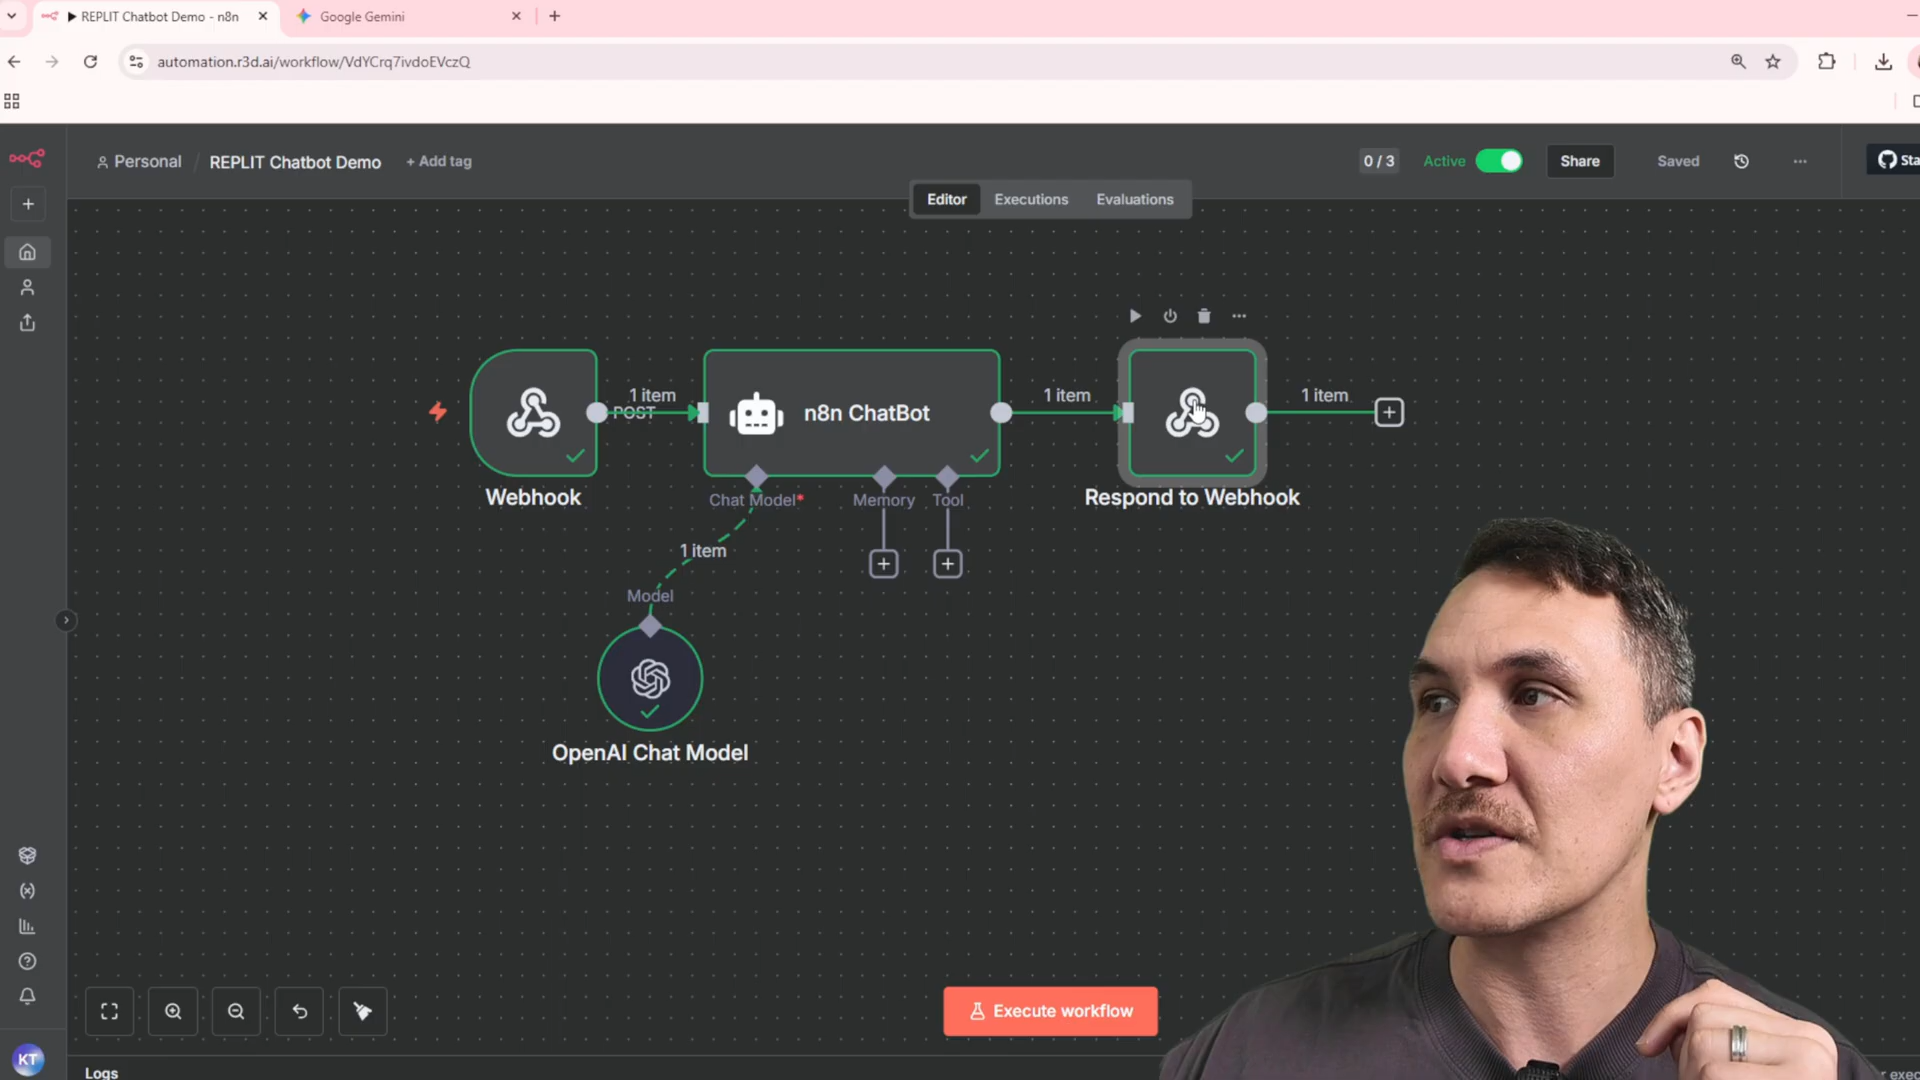 REPLIT Chatbot Demo - n8n
Google Gemini
automation.r3d.ai/workflow/VdYCrq7ivdoEVczQ
Personal / REPLIT Chatbot Demo + Add tag
0 / 3
Active
Share
Saved
Sta
Editor
Executions
Evaluations
1 item
POST
n8n ChatBot
1 item
1 item
Webhook
Chat Model*
Memory
Tool
Respond to Webhook
1 item
Model
OpenAI Chat Model
Execute workflow
KT
Logs